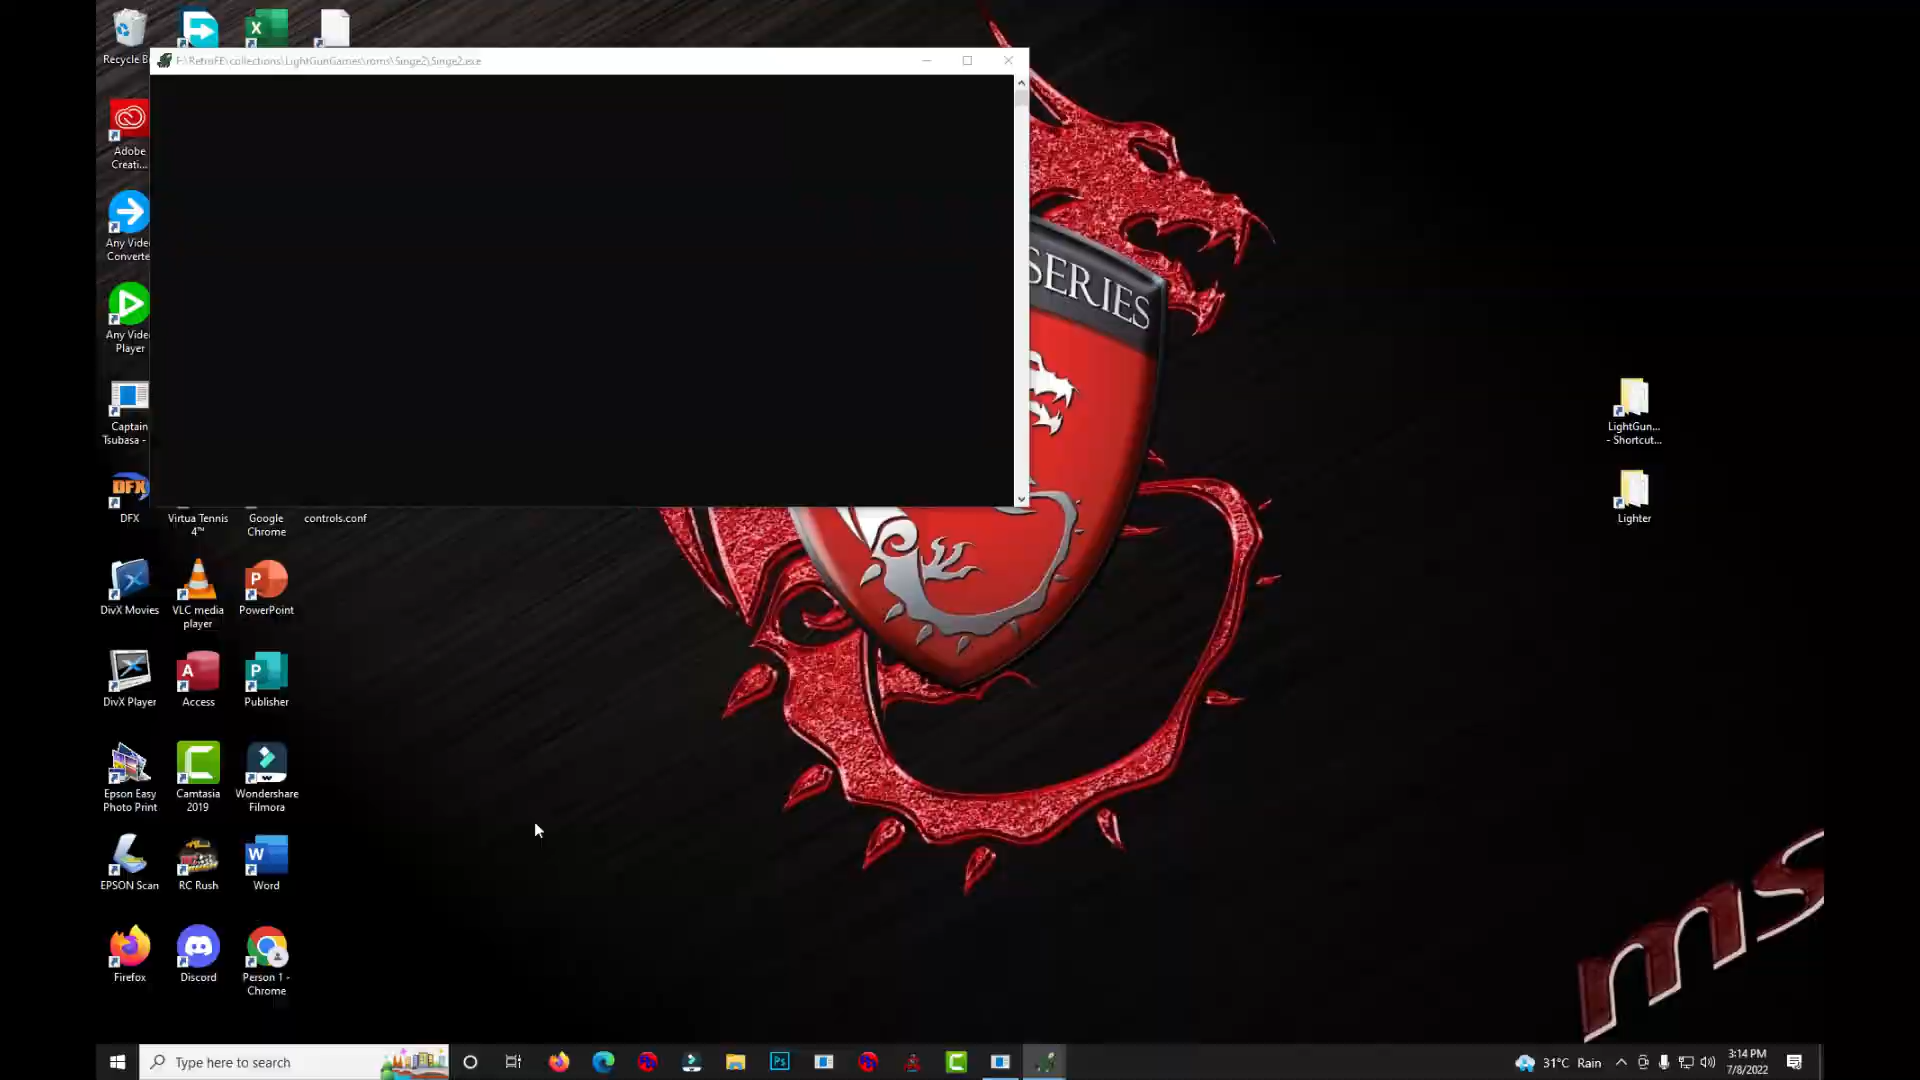 Recycle B
F:\RetroFE\collections\LightGunGames\roms\Singe2\Singe2.exe
Adobe
Creati...
Any Vide
Converte
Any Vide
Player
Captain
Tsubasa -
DFX
DFX
Virtua Tennis
4™
Google
Chrome
controls.conf
DivX Movies
VLC media
player
PowerPoint
DivX Player
Access
Publisher
Epson Easy
Photo Print
Camtasia
2019
Wondershare
Filmora
EPSON Scan
RC Rush
Word
Firefox
Discord
Person 1 -
Chrome
SERIES
LightGun...
- Shortcut...
Lighter
ms
Type here to search
Ps
31°C Rain
3:14 PM
7/8/2022